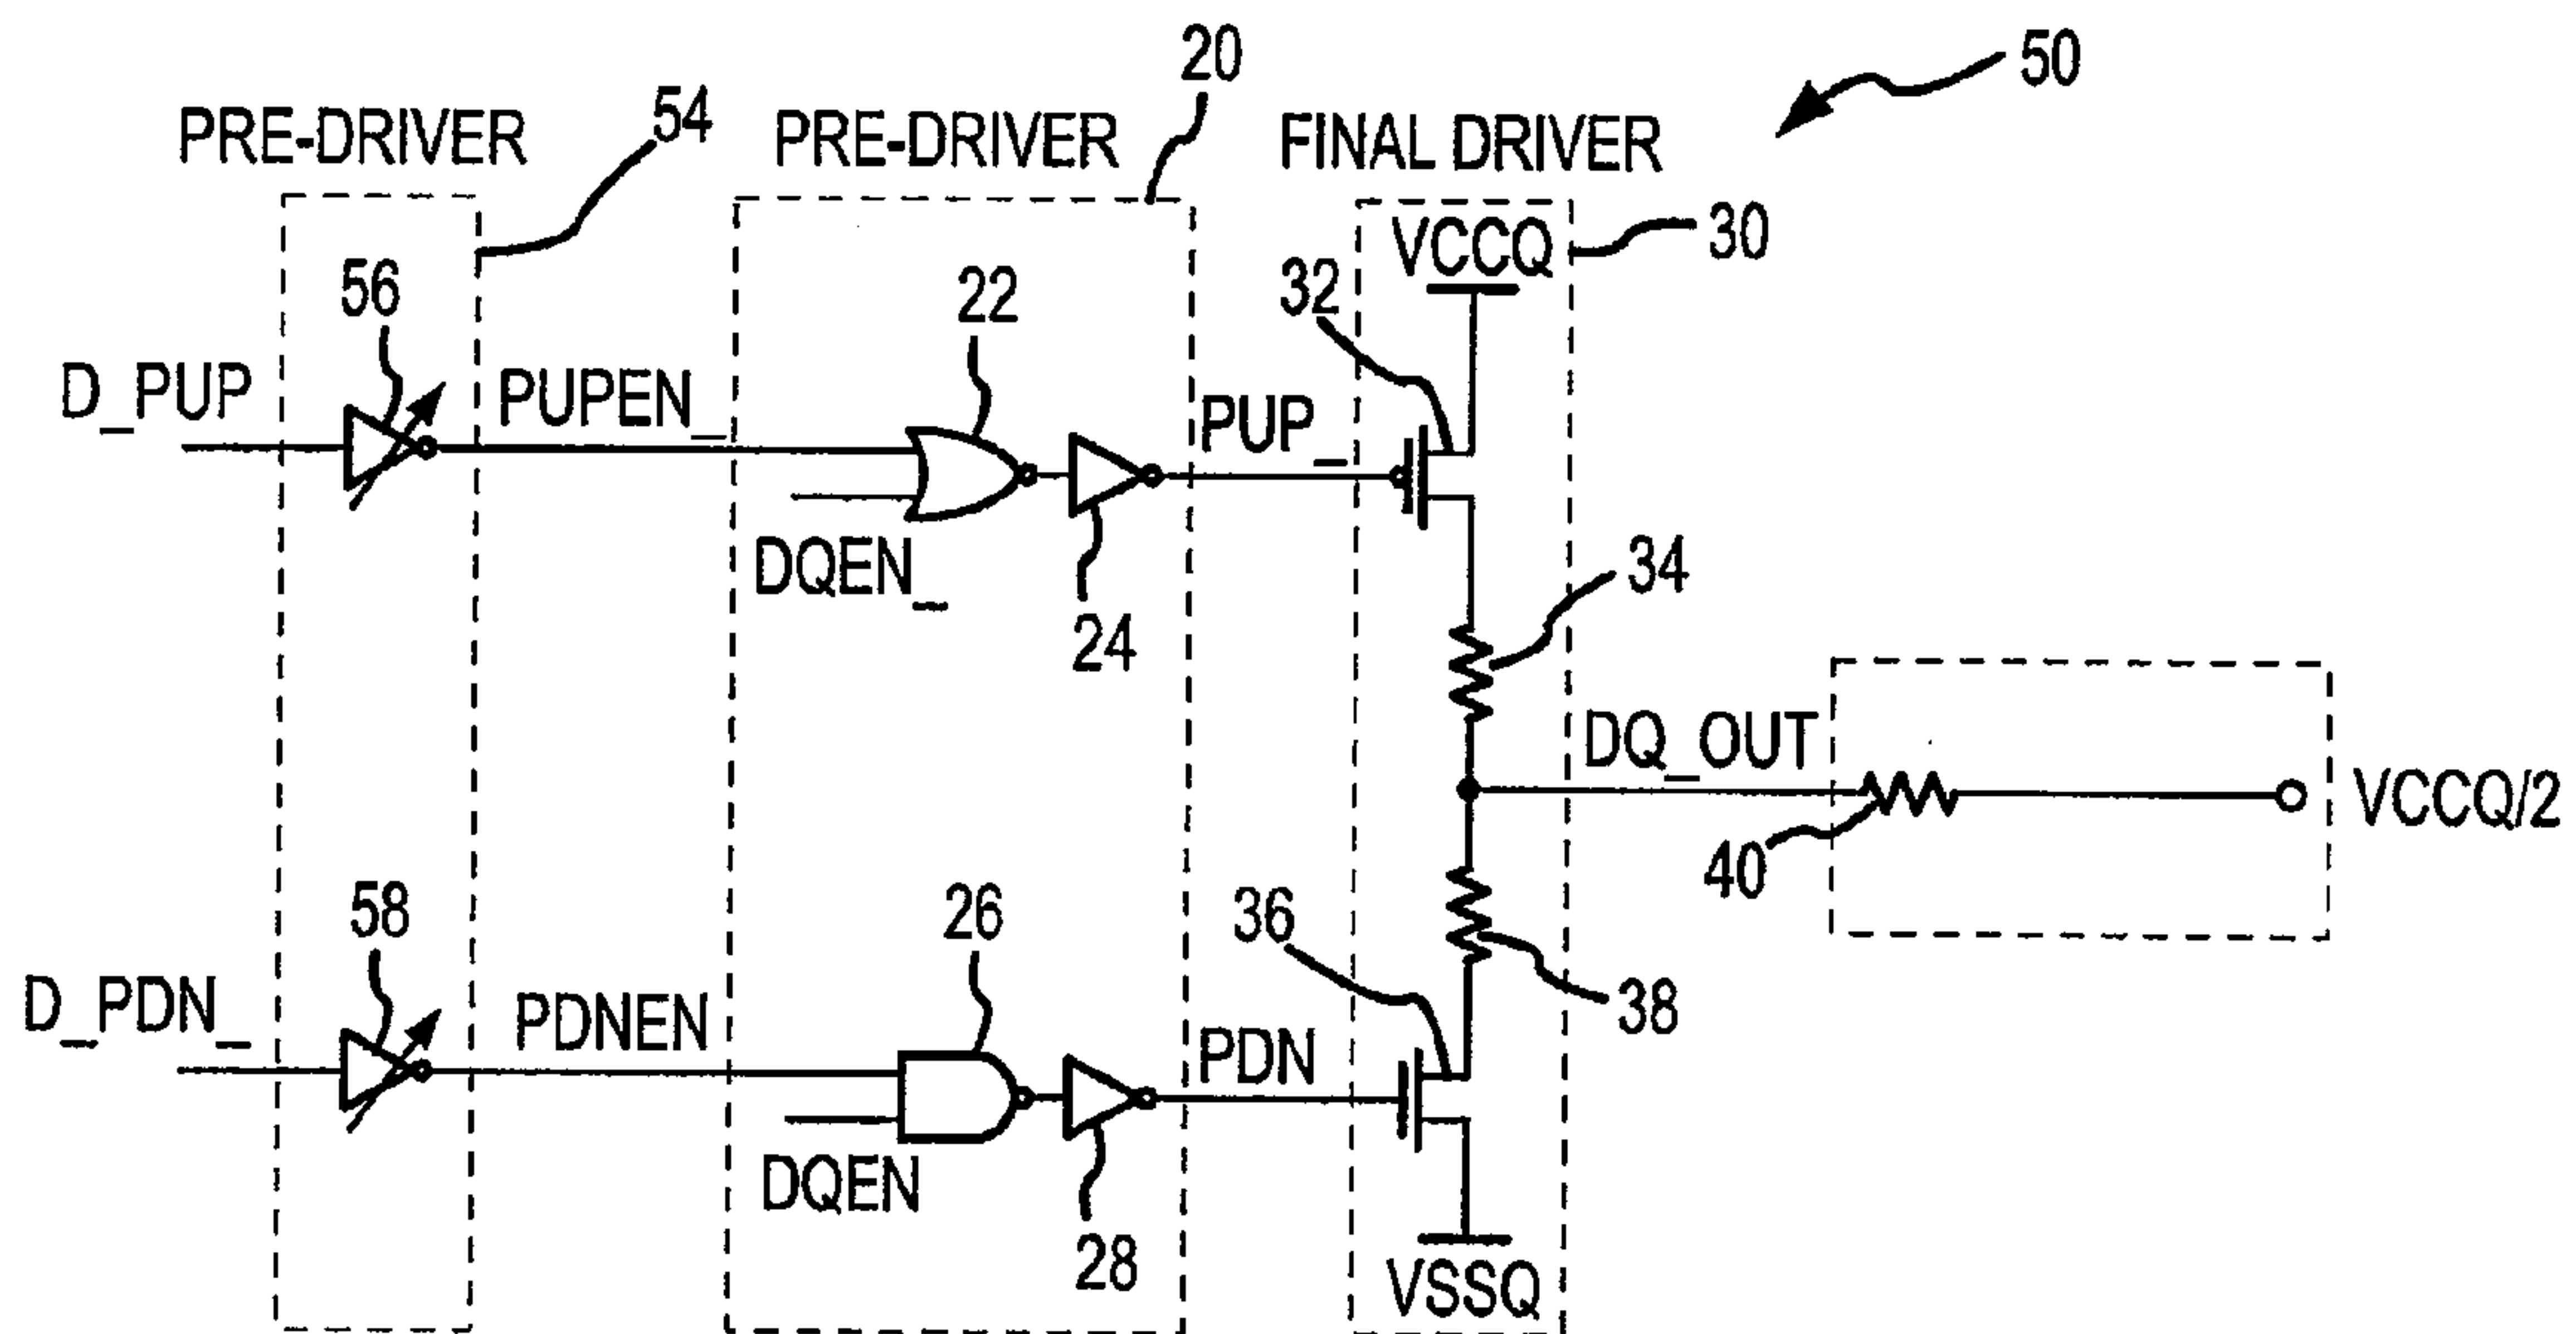 20
50
54
PRE-DRIVER
PRE-DRIVER
FINAL DRIVER
VCCQ
30
56
22
32
D_PUP
PUPEN_
PUP_
DQEN_
24
34
DQ_OUT
VCCQ/2
40
58
26
36
D_PDN_
PDNEN
PDN
38
DQEN
28
VSSQ